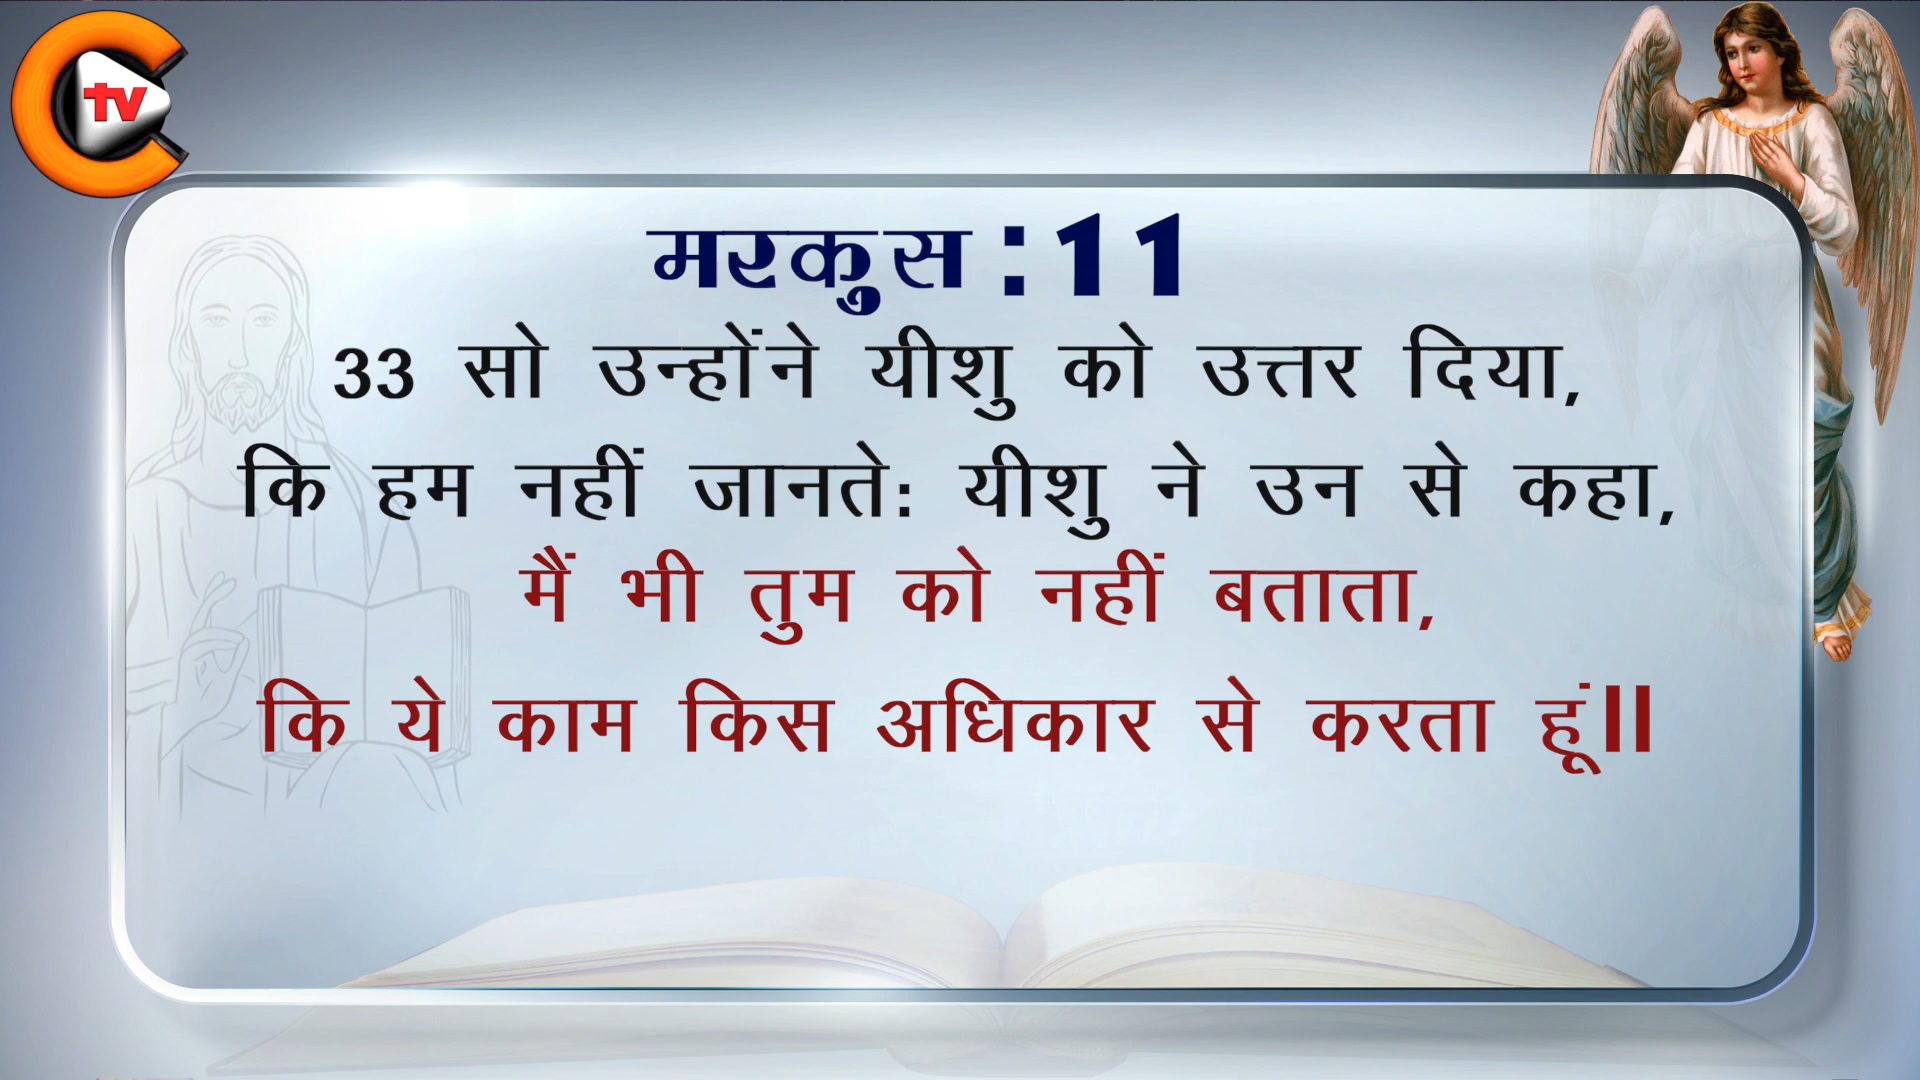 tv
मरकुस :11
33 सो उन्होंने यीशु को उत्तर दिया,
कि हम नहीं जानते: यीशु ने उन से कहा,
मैं भी तुम को नहीं बताता,
कि ये काम किस अधिकार से करता हूं॥